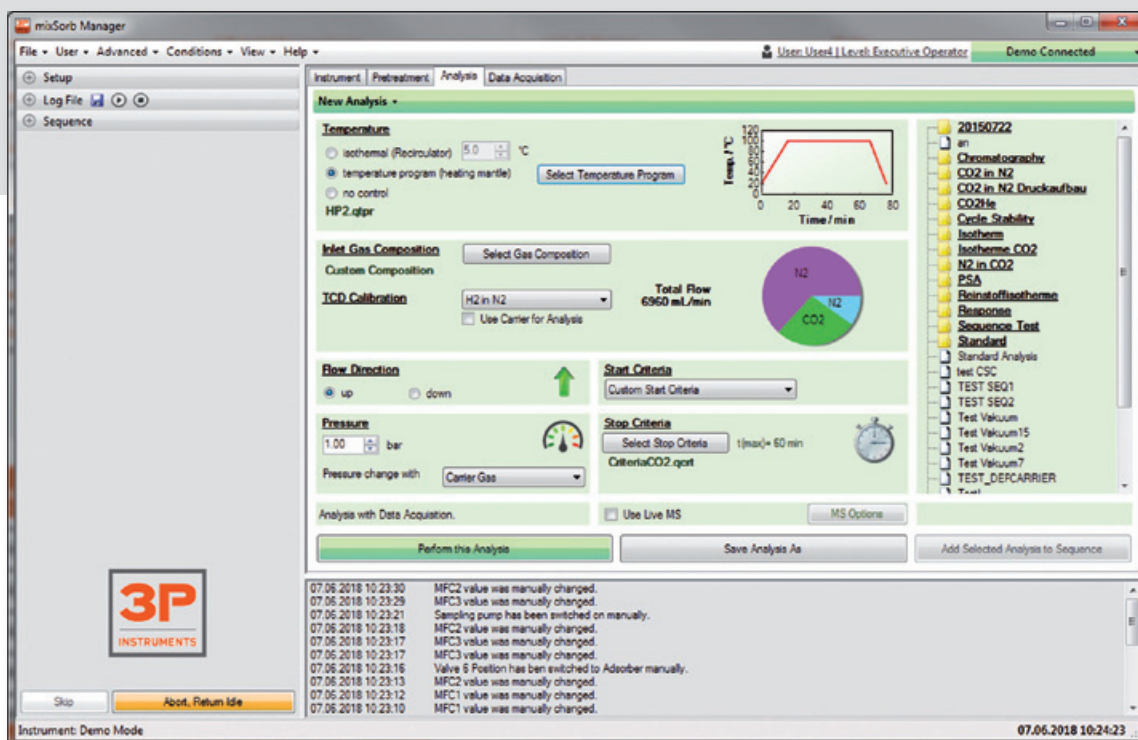 mixSorb Manager
File User Advanced Conditions View Help
User: User4 | Level: Executive Operator
Demo Connected
Setup
Log File
Sequence
Instrument Pretreatment Analysis Data Acquisition
New Analysis
Temperature
isothermal (Recirculator) 5.0 °C
temperature program (heating mantle) Select Temperature Program
no control
HP2.qtpr
Temp. / °C
120
100
80
60
40
20
0
0 20 40 60 80
Time / min
Inlet Gas Composition Select Gas Composition
Custom Composition
TCD Calibration H2 in N2
Use Carrier for Analysis
Total Flow
6960 mL/min
N2
N2
CO2
Flow Direction
up down
Start Criteria
Custom Start Criteria
Pressure
1.00 bar
Pressure change with Carrier Gas
Stop Criteria
Select Stop Criteria t(max)= 60 min
CriteriaCO2.qcrt
Analysis with Data Acquisition.
Use Live MS MS Options
Perform this Analysis Save Analysis As Add Selected Analysis to Sequence
20150722
an
Chromatography
CO2 in N2
CO2 in N2 Druckaufbau
CO2He
Cycle Stability
Isotherm
Isotherme CO2
N2 in CO2
PSA
Reinstoffisotherme
Response
Sequence Test
Standard
Standard Analysis
test CSC
TEST SEQ1
TEST SEQ2
Test Vakuum
Test Vakuum15
Test Vakuum2
Test Vakuum7
TEST_DEFCARRIER
07.06.2018 10:23:30 MFC2 value was manually changed.
07.06.2018 10:23:29 MFC3 value was manually changed.
07.06.2018 10:23:21 Sampling pump has been switched on manually.
07.06.2018 10:23:18 MFC2 value was manually changed.
07.06.2018 10:23:17 MFC3 value was manually changed.
07.06.2018 10:23:17 MFC3 value was manually changed.
07.06.2018 10:23:16 Valve 6 Position has ben switched to Adsorber manually.
07.06.2018 10:23:13 MFC2 value was manually changed.
07.06.2018 10:23:12 MFC1 value was manually changed.
07.06.2018 10:23:10 MFC1 value was manually changed.
3P
INSTRUMENTS
Skip Abort, Return Idle
Instrument: Demo Mode
07.06.2018 10:24:23